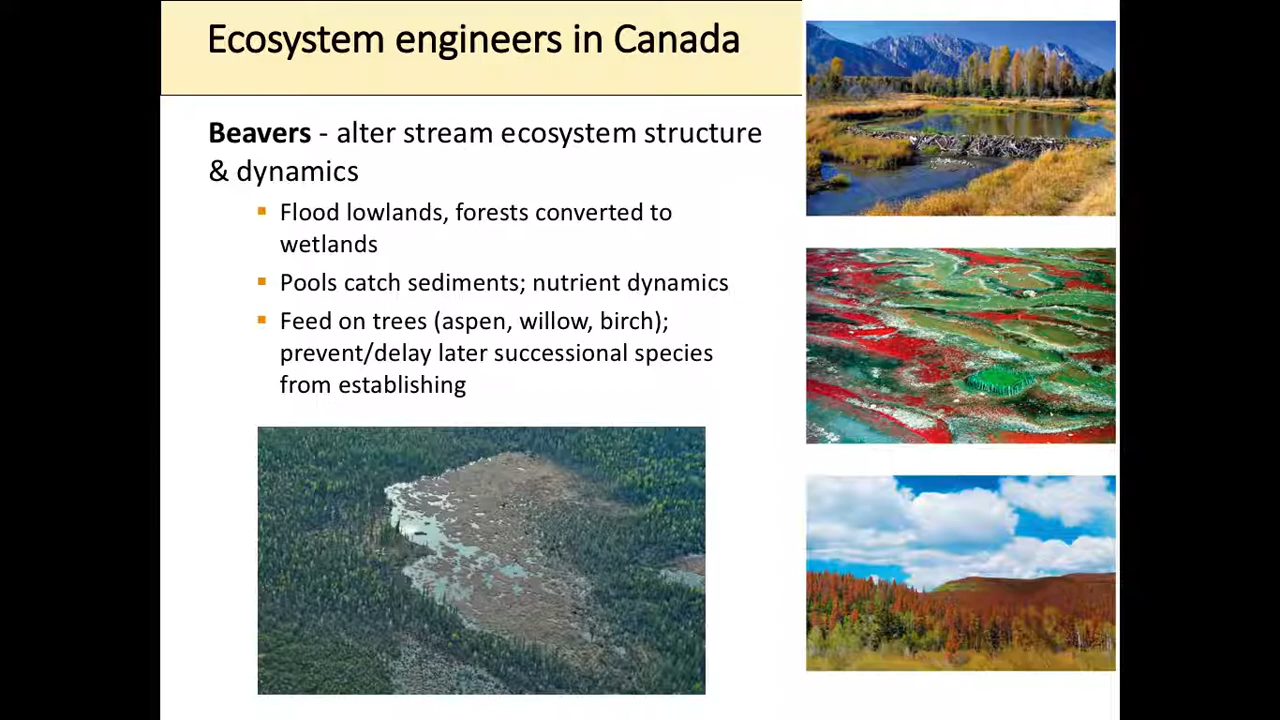 Ecosystem engineers in Canada
Beavers - alter stream ecosystem structure
& dynamics
Flood lowlands, forests converted to
wetlands
Pools catch sediments; nutrient dynamics
Feed on trees (aspen, willow, birch);
prevent/delay later successional species
from establishing